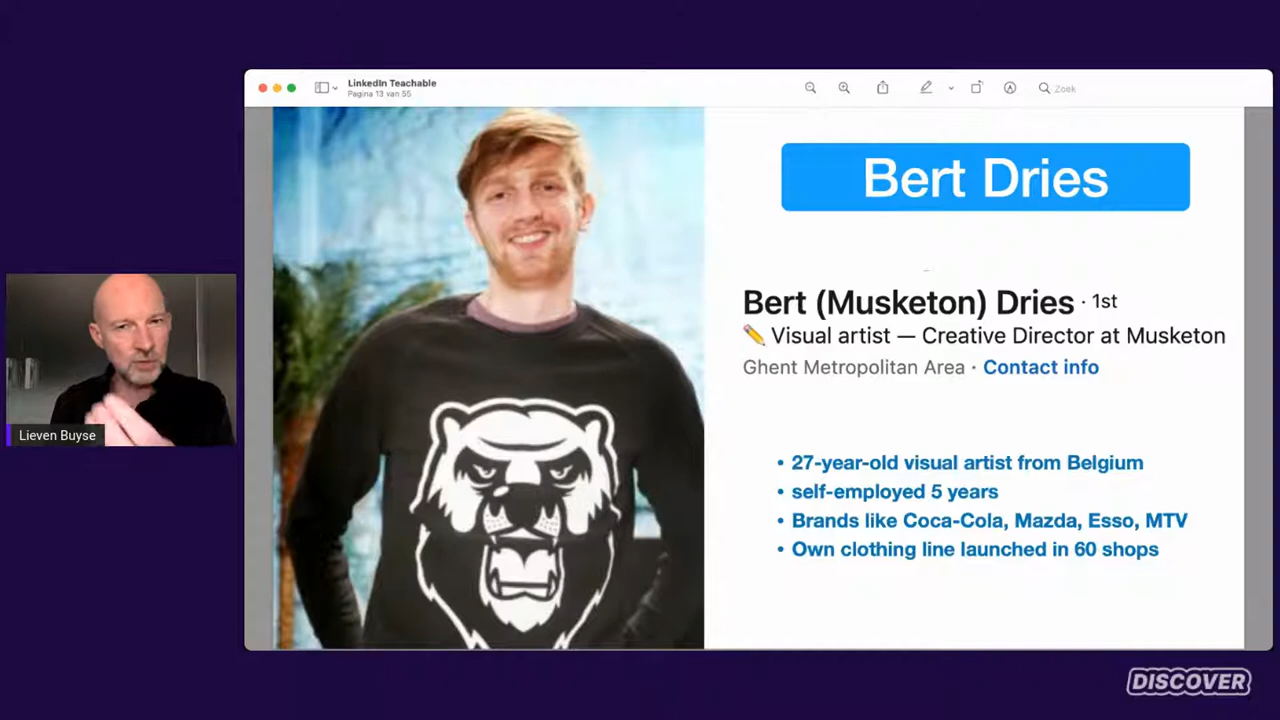 LinkedIn Teachable
Pagina 13 van 55
Zoek
Bert Dries
Bert (Musketon) Dries · 1st
✏️ Visual artist — Creative Director at Musketon
Ghent Metropolitan Area · Contact info
• 27-year-old visual artist from Belgium
• self-employed 5 years
• Brands like Coca-Cola, Mazda, Esso, MTV
• Own clothing line launched in 60 shops
Lieven Buyse
DISCOVER